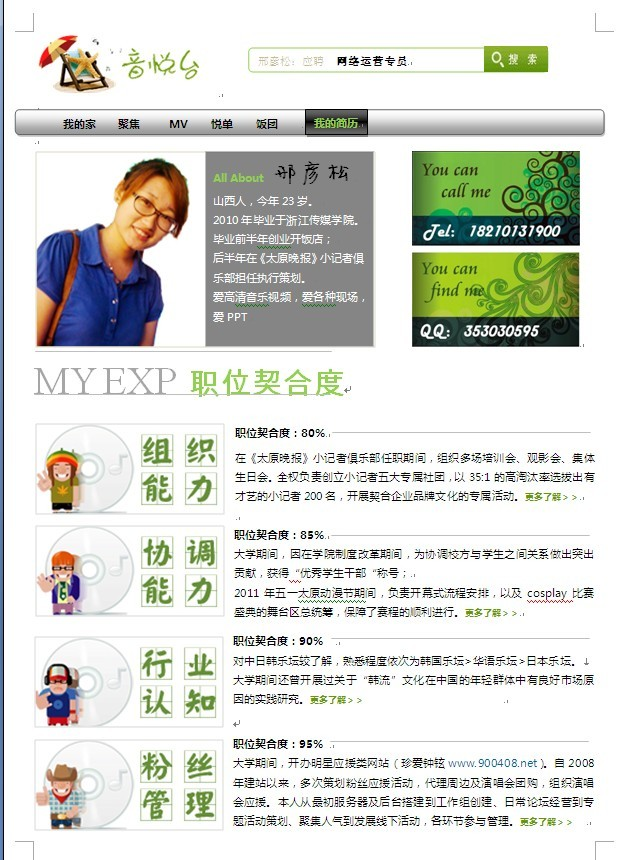 音悦台
邢彦松：应聘 网络运营专员
搜 索
我的家 聚焦 MV 悦单 饭团 我的简历
All About 邢彦松
山西人，今年 23 岁。
2010 年毕业于浙江传媒学院。
毕业前半年创业开饭店；
后半年在《太原晚报》小记者俱
乐部担任执行策划。
爱高清音乐视频，爱各种现场，
爱 PPT
You can
call me
Tel: 18210131900
You can
find me
QQ: 353030595
MY EXP 职位契合度
组 织
能 力
职位契合度：80%
在《太原晚报》小记者俱乐部任职期间，组织多场培训会、观影会、集体
生日会。全权负责创立小记者五大专属社团，以 35:1 的高淘汰率选拔出有
才艺的小记者 200 名，开展契合企业品牌文化的专属活动。更多了解>>
协 调
能 力
职位契合度：85%
大学期间，因在学院制度改革期间，为协调校方与学生之间关系做出突出
贡献，获得“优秀学生干部“称号；
2011 年五一太原动漫节期间，负责开幕式流程安排，以及 cosplay 比赛
盛典的舞台区总统筹，保障了赛程的顺利进行。更多了解>>
行 业
认 知
职位契合度：90%
对中日韩乐坛较了解，熟悉程度依次为韩国乐坛>华语乐坛>日本乐坛。
大学期间还曾开展过关于“韩流”文化在中国的年轻群体中有良好市场原
因的实践研究。更多了解>>
粉 丝
管 理
职位契合度：95%
大学期间，开办明星应援类网站（珍爱钟铉 www.900408.net）。自 2008
年建站以来，多次策划粉丝应援活动，代理周边及演唱会团购，组织演唱
会应援。本人从最初服务器及后台搭建到工作组创建、日常论坛经营到专
题活动策划、聚集人气到发展线下活动，各环节参与管理。更多了解>>